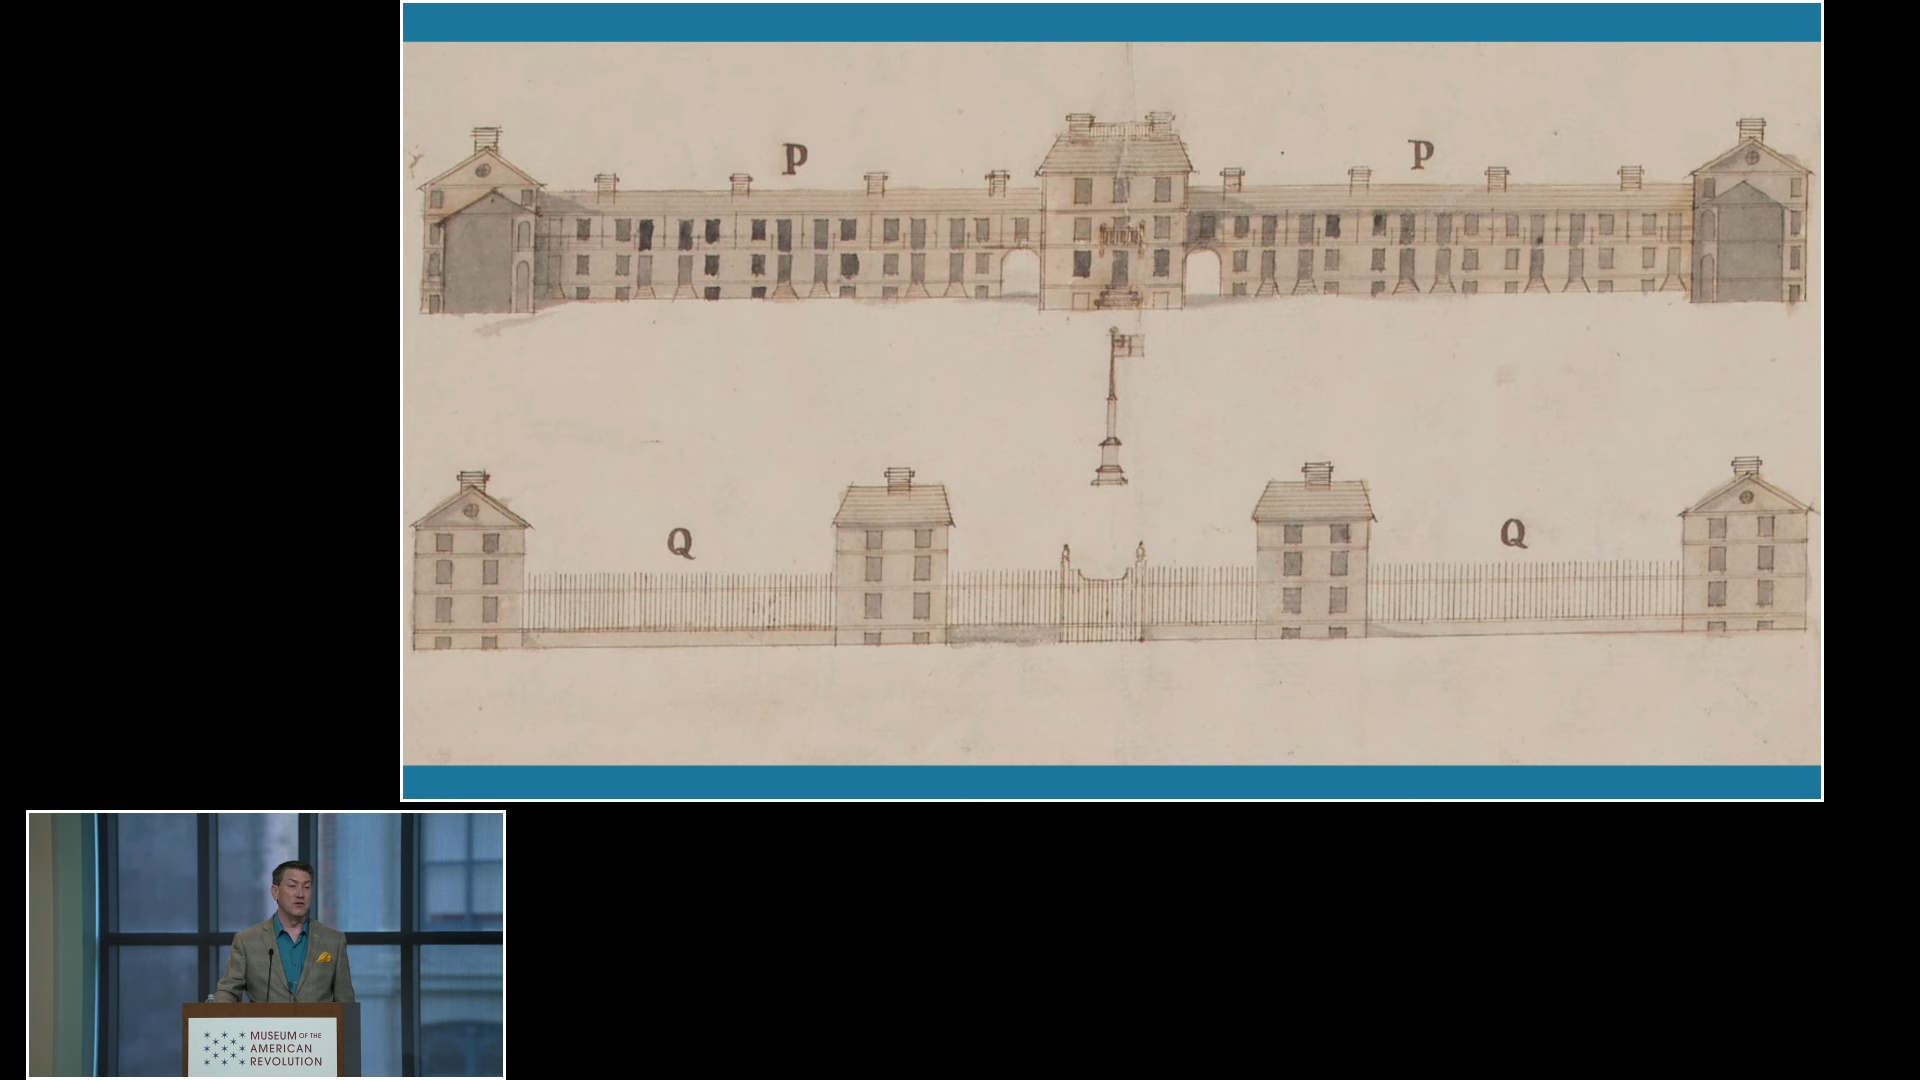 P
P
Q
Q
MUSEUM OF THE
AMERICAN
REVOLUTION